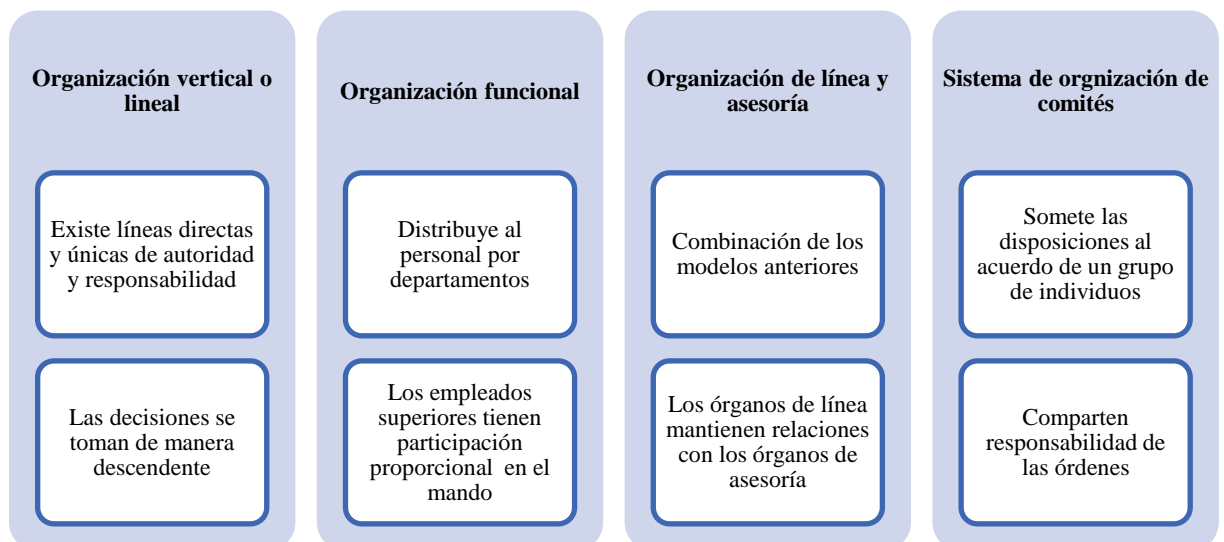 Organización vertical o
lineal
Existe líneas directas
y únicas de autoridad
y responsabilidad
Las decisiones se
toman de manera
descendente
Organización funcional
Distribuye al
personal por
departamentos
Los empleados
superiores tienen
participación
proporcional en el
mando
Organización de línea y
asesoría
Combinación de los
modelos anteriores
Los órganos de línea
mantienen relaciones
con los órganos de
asesoría
Sistema de orgnización de
comités
Somete las
disposiciones al
acuerdo de un grupo
de individuos
Comparten
responsabilidad de
las órdenes